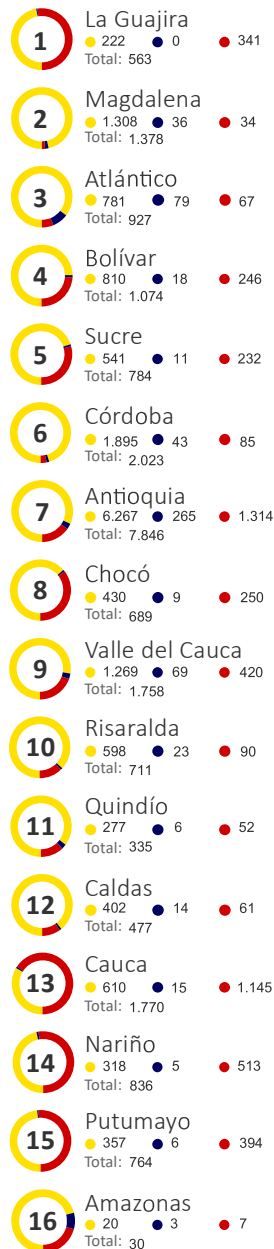 1
La Guajira
222 0 341
Total: 563
2
Magdalena
1.308 36 34
Total: 1.378
3
Atlántico
781 79 67
Total: 927
4
Bolívar
810 18 246
Total: 1.074
5
Sucre
541 11 232
Total: 784
6
Córdoba
1.895 43 85
Total: 2.023
7
Antioquia
6.267 265 1.314
Total: 7.846
8
Chocó
430 9 250
Total: 689
9
Valle del Cauca
1.269 69 420
Total: 1.758
10
Risaralda
598 23 90
Total: 711
11
Quindío
277 6 52
Total: 335
12
Caldas
402 14 61
Total: 477
13
Cauca
610 15 1.145
Total: 1.770
14
Nariño
318 5 513
Total: 836
15
Putumayo
357 6 394
Total: 764
16
Amazonas
20 3 7
Total: 30